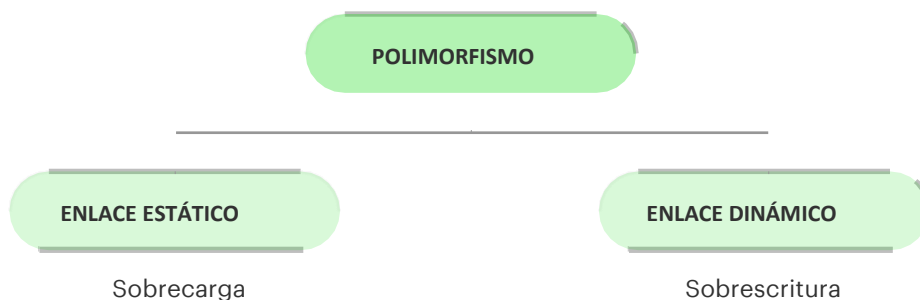 POLIMORFISMO
ENLACE ESTÁTICO
ENLACE DINÁMICO
Sobrecarga
Sobrescritura